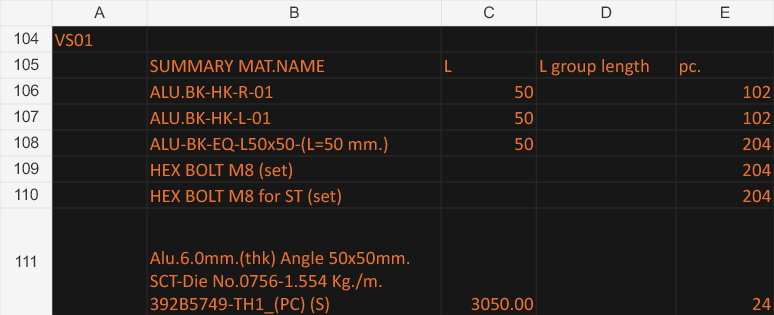 A B C D E
104 VS01
105 SUMMARY MAT.NAME L L group length pc.
106 ALU.BK-HK-R-01 50 102
107 ALU.BK-HK-L-01 50 102
108 ALU-BK-EQ-L50x50-(L=50 mm.) 50 204
109 HEX BOLT M8 (set) 204
110 HEX BOLT M8 for ST (set) 204
111
Alu.6.0mm.(thk) Angle 50x50mm.
SCT-Die No.0756-1.554 Kg./m.
392B5749-TH1_(PC) (S) 3050.00 24